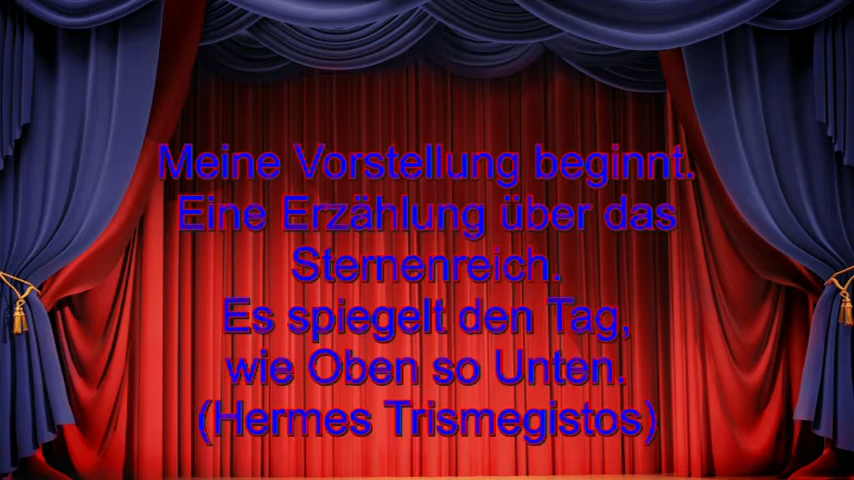 Meine Vorstellung beginnt.
Eine Erzählung über das
Sternenreich.
Es spiegelt den Tag,
wie Oben so Unten.
(Hermes Trismegistos)